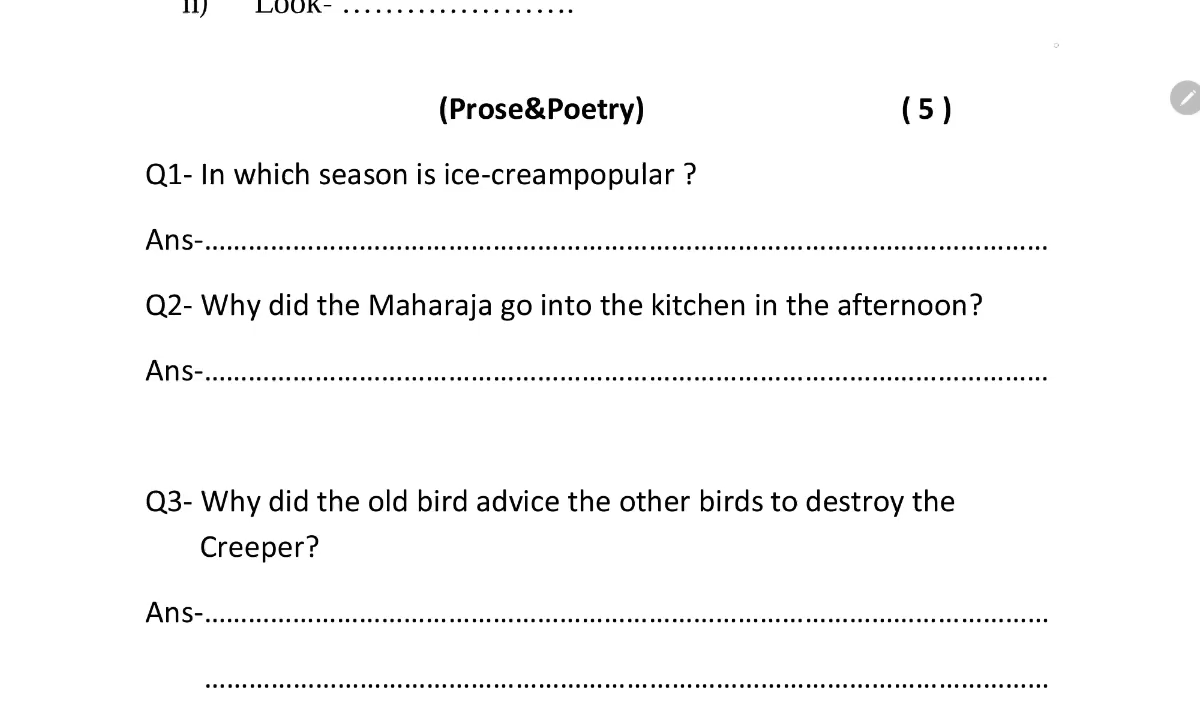 ii) Look- ......................
(Prose&Poetry) ( 5 )
Q1- In which season is ice-creampopular ?
Ans-..................................................................................................................
Q2- Why did the Maharaja go into the kitchen in the afternoon?
Ans-..................................................................................................................
Q3- Why did the old bird advice the other birds to destroy the
Creeper?
Ans-..................................................................................................................
..................................................................................................................